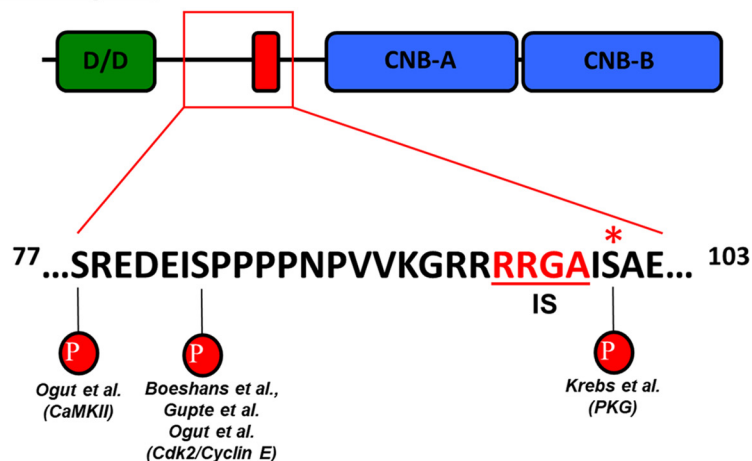 D/D CNB-A CNB-B
*
77...SREDEISPPPPNPVVKGRRRRGAISAE... 103
IS
P P P
Ogut et al.
(CaMKII)
Boeshans et al.,
Gupte et al.
Ogut et al.
(Cdk2/Cyclin E)
Krebs et al.
(PKG)